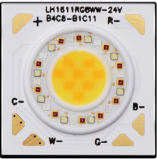 LH1611RGBWW-24V
+ B4C8-B1C11 R-
C- B-
W- G-